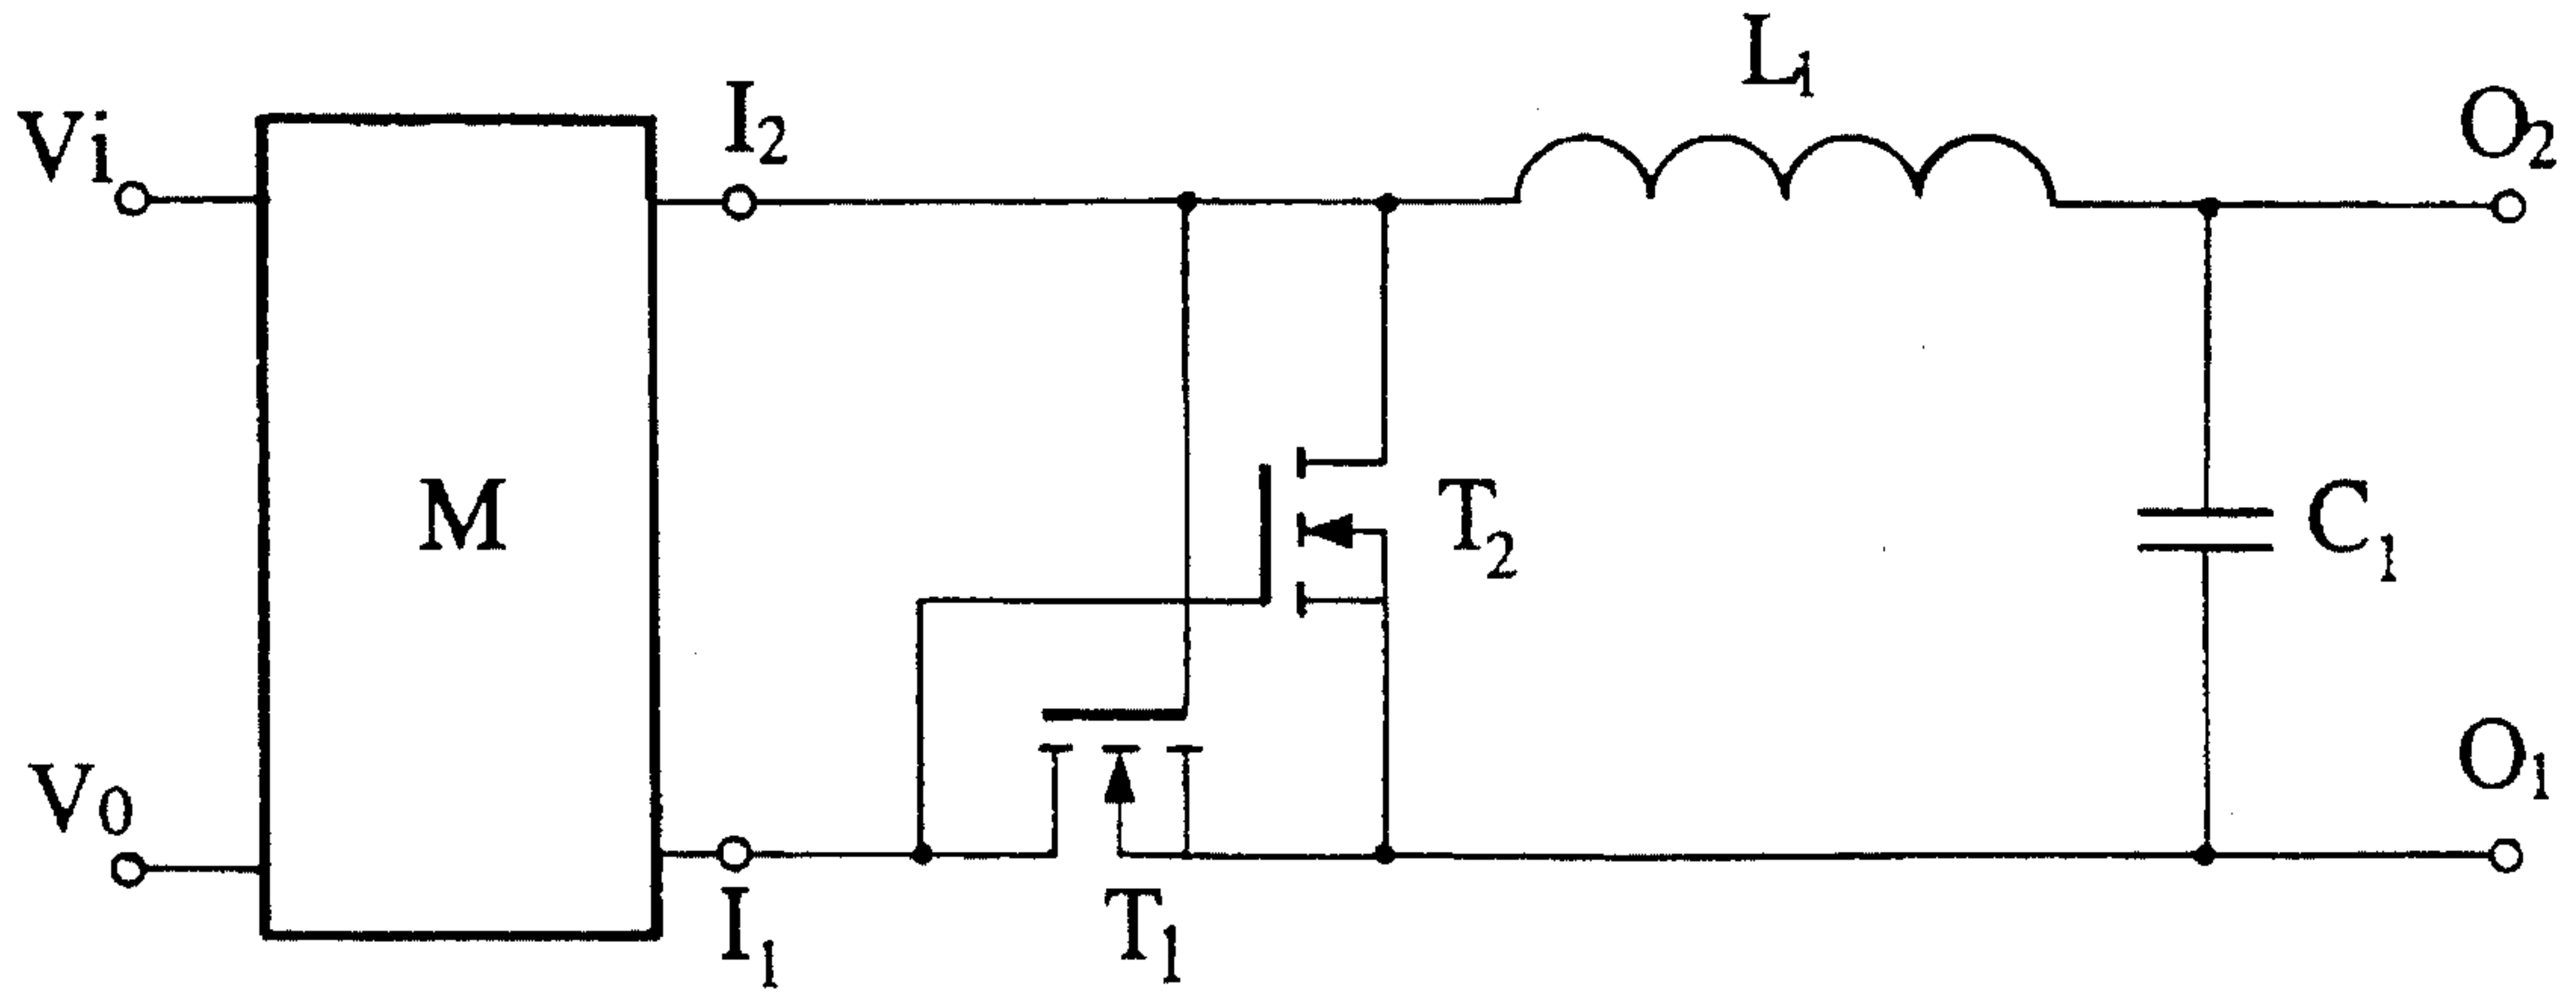 Vi
I₂
L₁
O₂
M
T₂
C₁
V₀
I₁
T₁
O₁